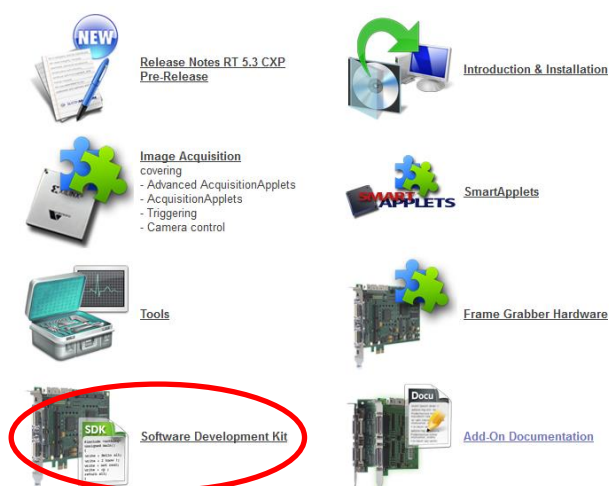 NEW
Release Notes RT 5.3 CXP
Pre-Release
Introduction & Installation
Image Acquisition
covering
- Advanced AcquisitionApplets
- AcquisitionApplets
- Triggering
- Camera control
SMART
APPLETS
SmartApplets
Tools
Frame Grabber Hardware
SDK
Software Development Kit
Docu
Add-On Documentation